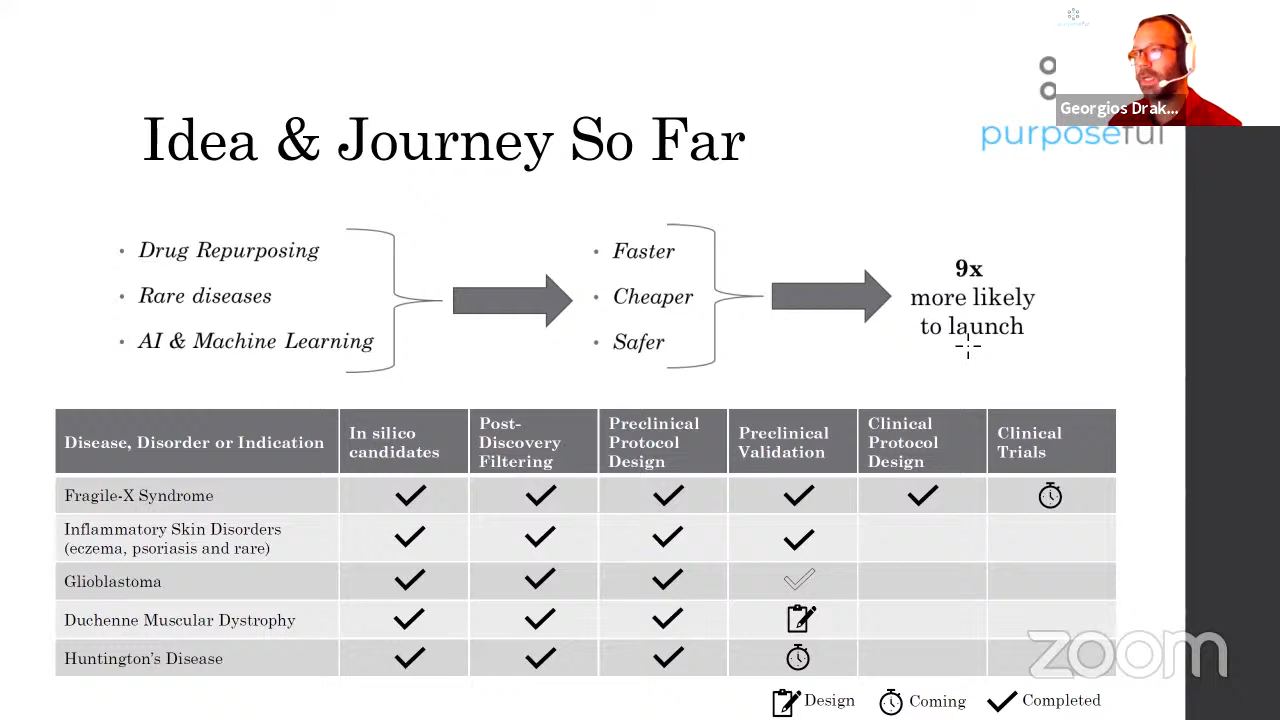 purposeful
Georgios Drak...
purposeful
Idea & Journey So Far
• Drug Repurposing
• Rare diseases
• AI & Machine Learning
• Faster
• Cheaper
• Safer
9x
more likely
to launch
Disease, Disorder or Indication
In silico
candidates
Post-
Discovery
Filtering
Preclinical
Protocol
Design
Preclinical
Validation
Clinical
Protocol
Design
Clinical
Trials
Fragile-X Syndrome
Inflammatory Skin Disorders
(eczema, psoriasis and rare)
Glioblastoma
Duchenne Muscular Dystrophy
Huntington's Disease
zoom
Design
Coming
Completed